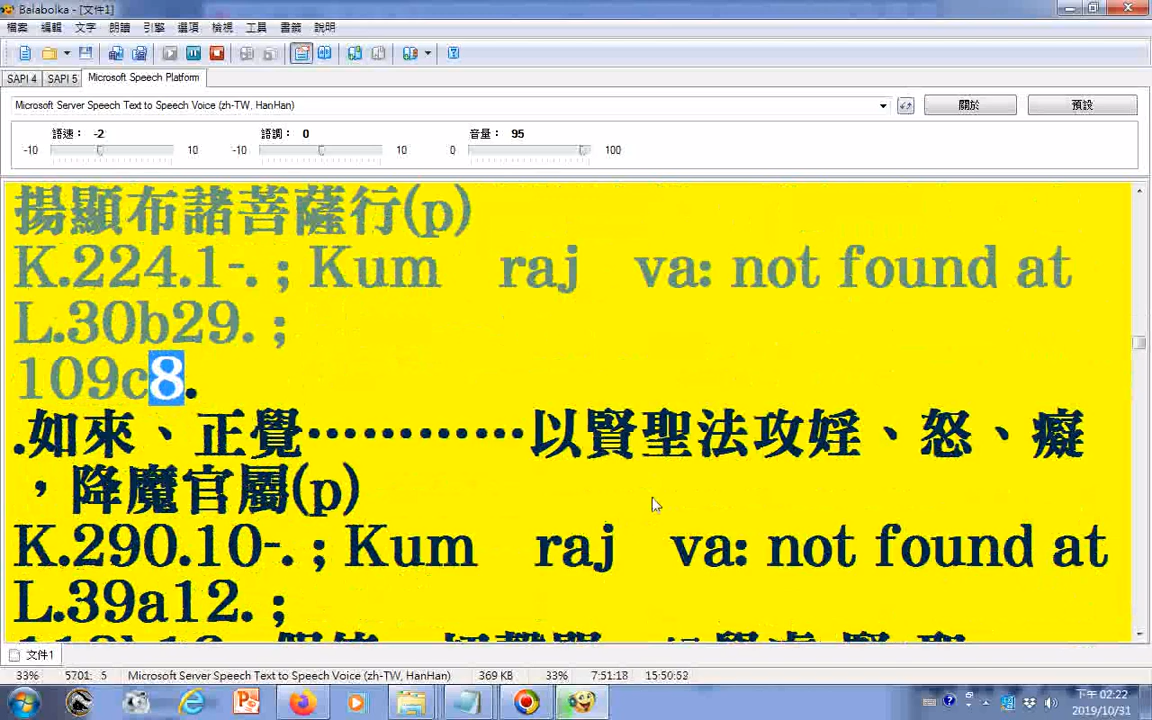 Balabolka - [文件1]
檔案 編輯 文字 朗讀 引擎 選項 檢視 工具 書籤 說明
SAPI 4 SAPI 5 Microsoft Speech Platform
Microsoft Server Speech Text to Speech Voice (zh-TW, HanHan) 關於 預設
語速： -2 語調： 0 音量： 95
-10 10 -10 10 0 100
揚顯布諸菩薩行(p)
K.224.1-. ; Kum raj va: not found at
L.30b29. ;
109c8.
.如來、正覺…………以賢聖法攻婬、怒、癡
，降魔官屬(p)
K.290.10-. ; Kum raj va: not found at
L.39a12. ;
文件1
33% 5701: 5 Microsoft Server Speech Text to Speech Voice (zh-TW, HanHan) 369 KB 33% 7:51:18 15:50:52
下午 02:22
2019/10/31